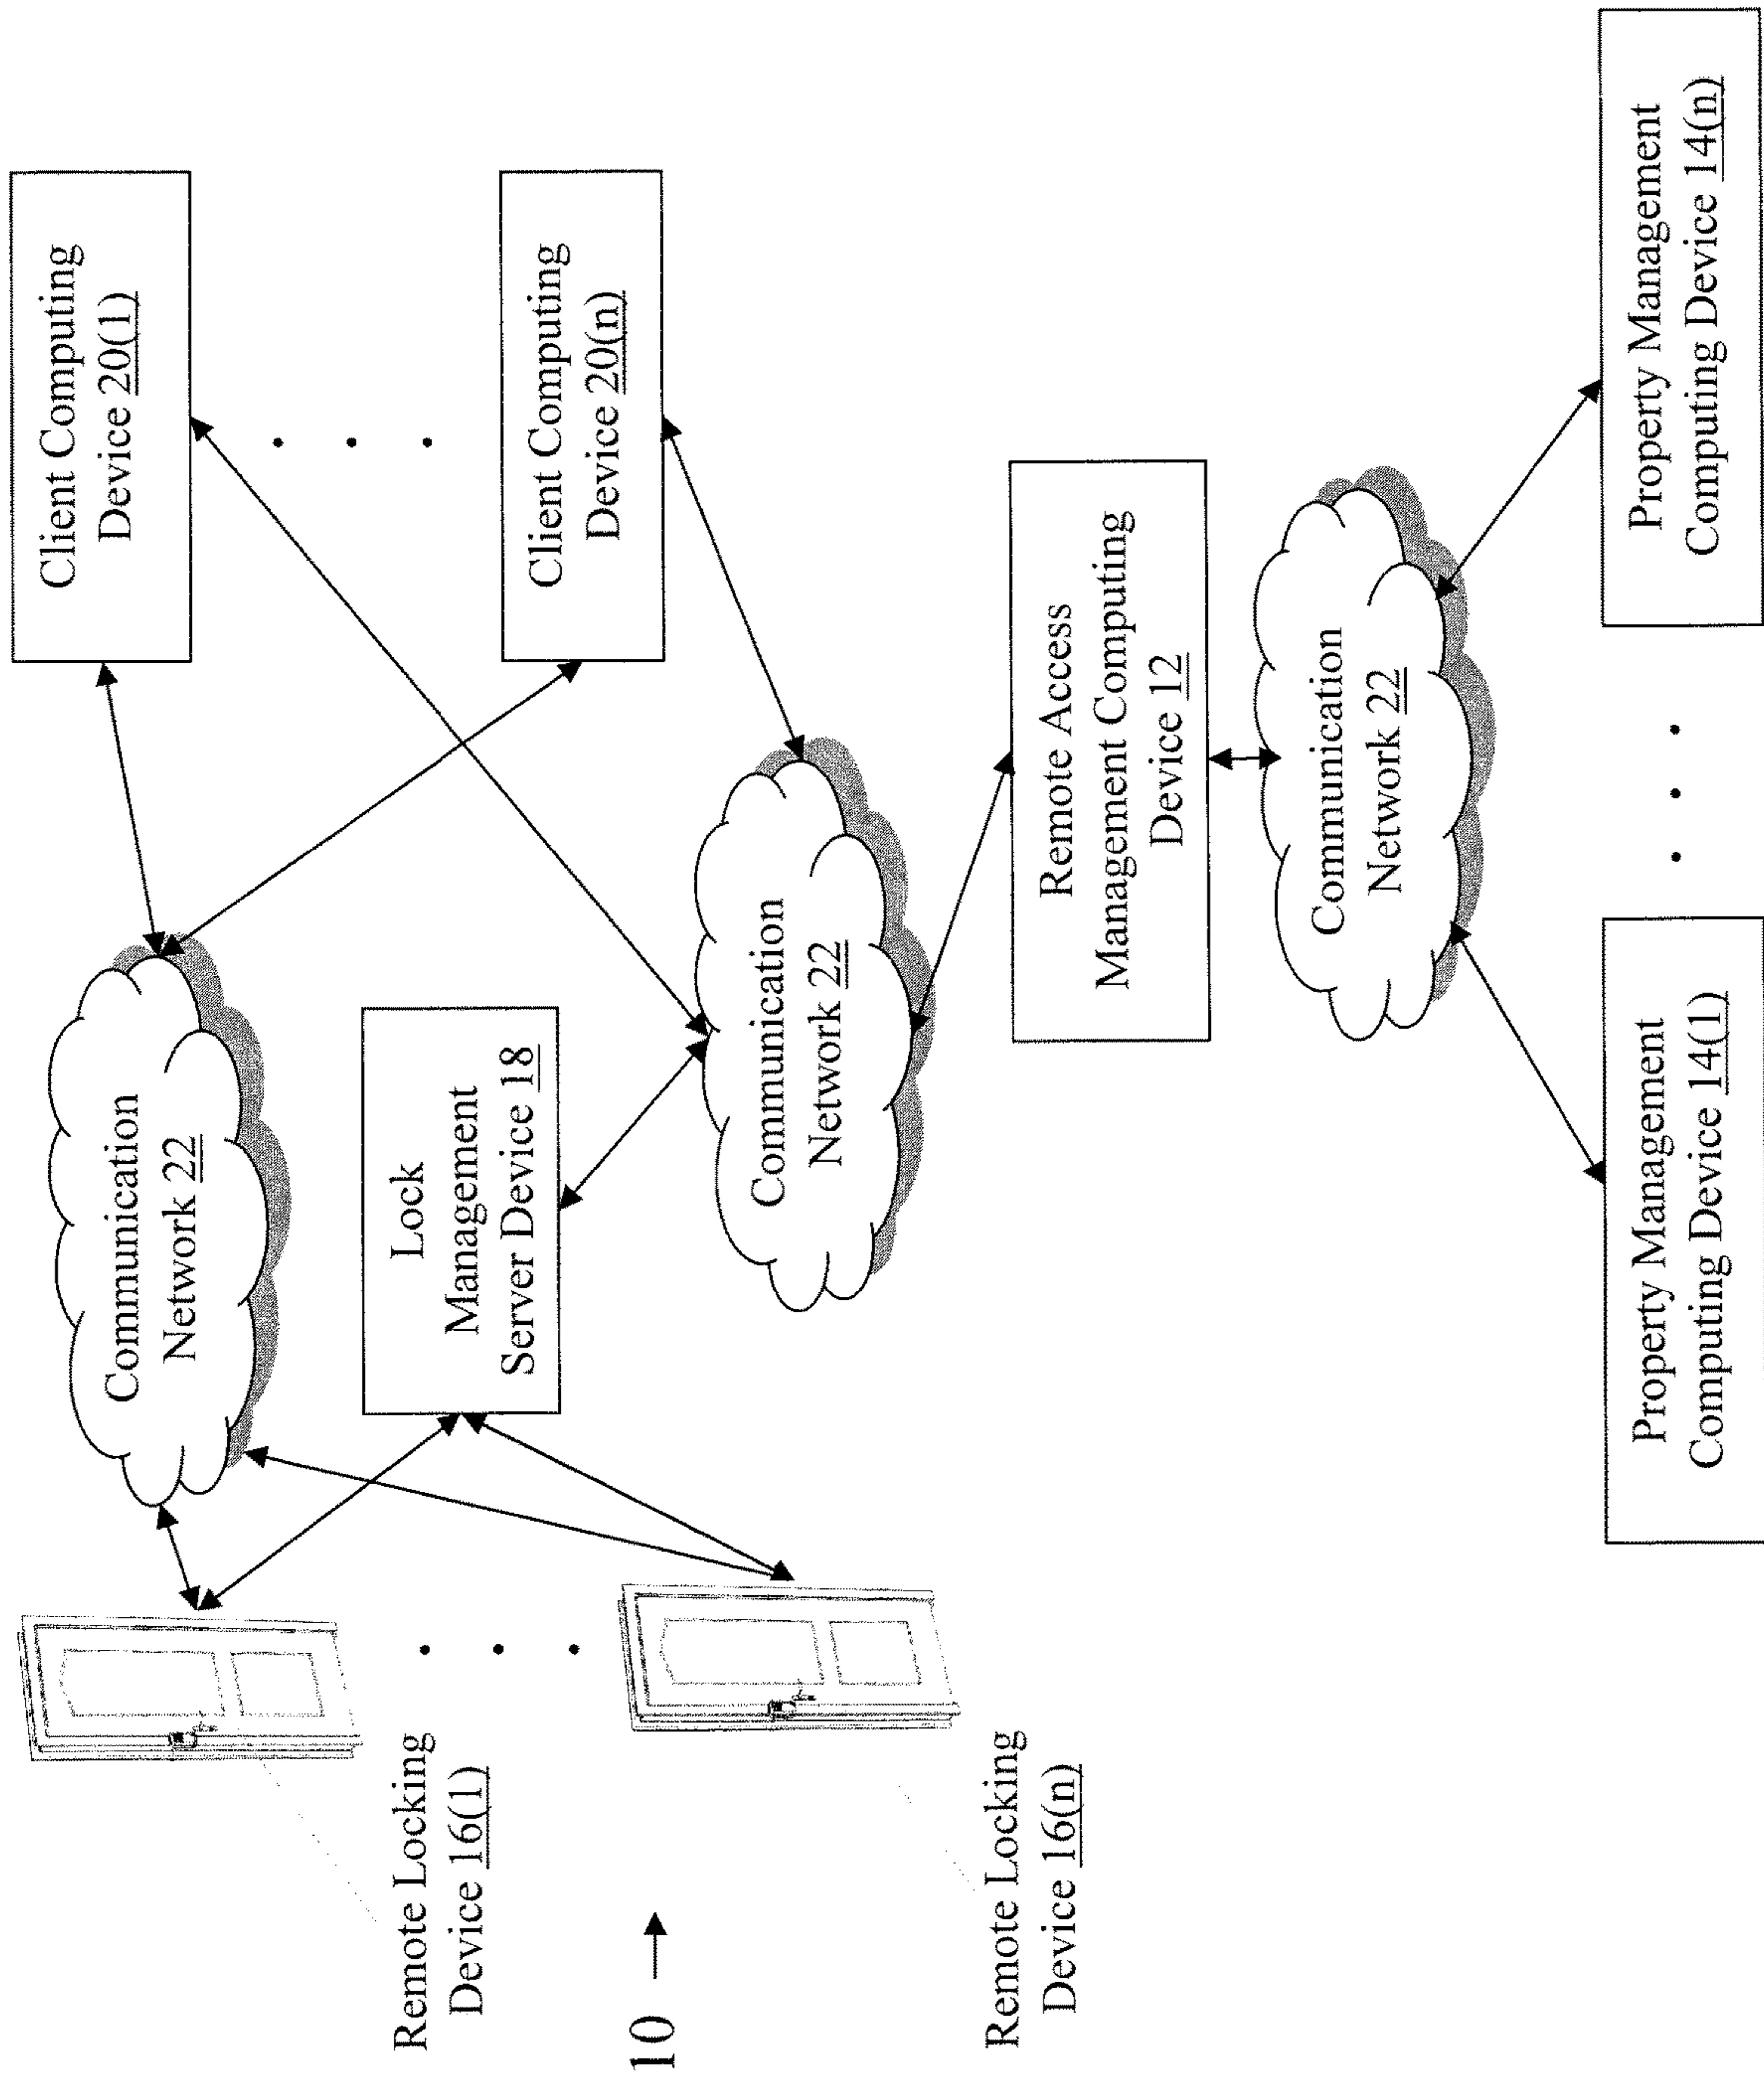 Remote Locking
Device 16(1)
10
Remote Locking
Device 16(n)
Communication
Network 22
Lock
Management
Server Device 18
Client Computing
Device 20(1)
Client Computing
Device 20(n)
Communication
Network 22
Remote Access
Management Computing
Device 12
Communication
Network 22
Property Management
Computing Device 14(1)
Property Management
Computing Device 14(n)